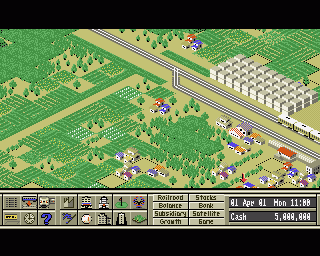 Railroad Stocks
Balance Bank
Subsidiary Satellite
Growth Game
01 Apr 01 Mon 11:00
Cash 5,000,000
?